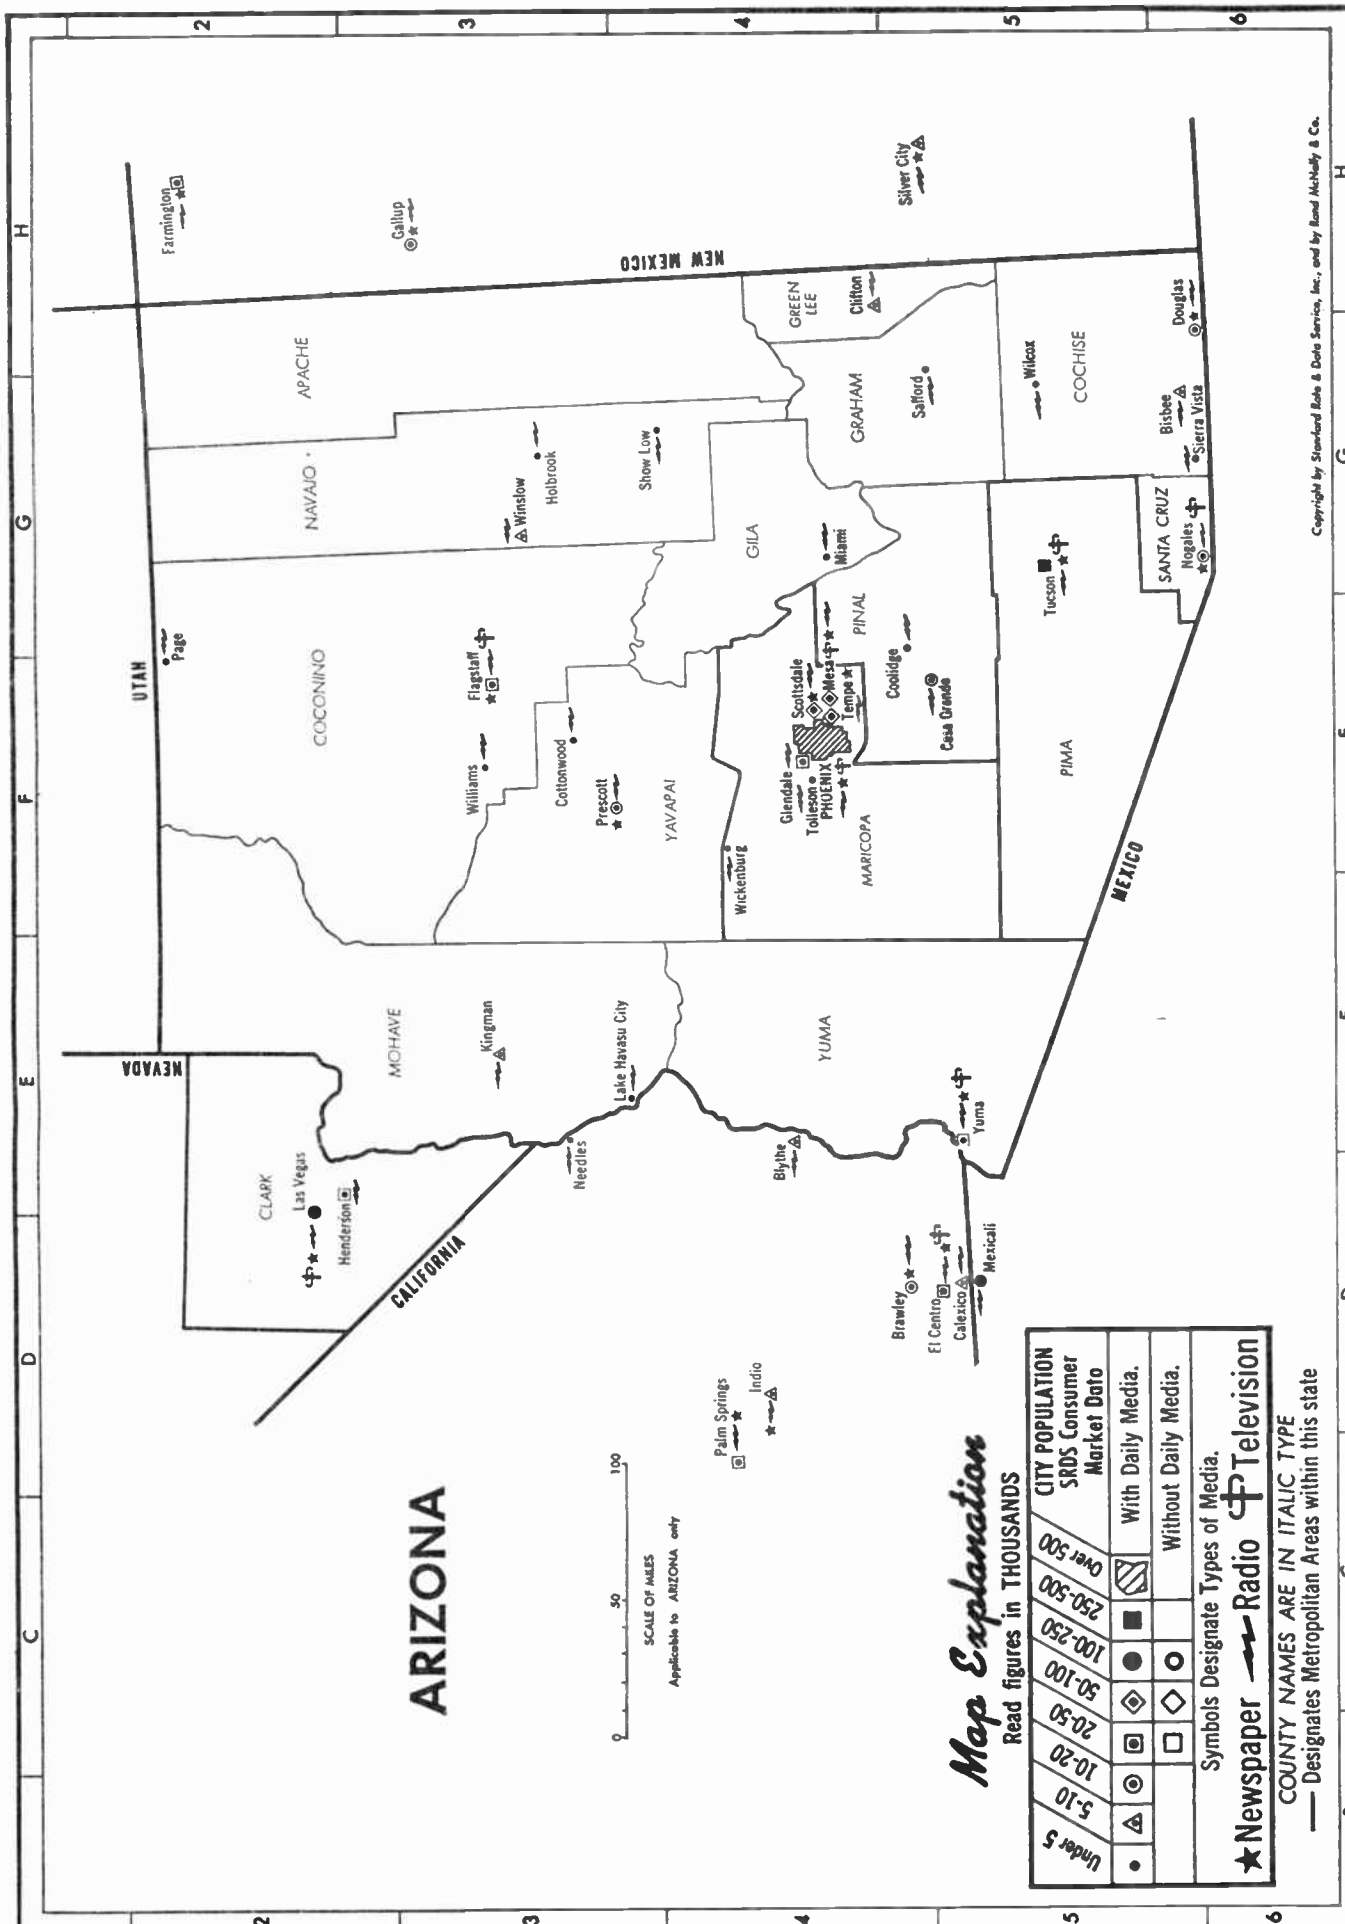 ARIZONA
SCALE OF MILES
0 50 100
Applicable to ARIZONA only
C
D
E
F
G
H
2
3
4
5
6
NEVADA
UTAH
CALIFORNIA
NEW MEXICO
MEXICO
CLARK
Las Vegas
Henderson
MOHAVE
Kingman
Lake Havasu City
Needles
Blythe
YUMA
Yuma
Brawley
El Centro
Calexico
Mexicali
Palm Springs
Indio
COCONINO
Page
Williams
Flagstaff
Cottonwood
Prescott
YAVAPAI
Wickenburg
MARICOPA
Glendale
Tolleson
PHOENIX
Scottsdale
Mesa
Tempe
PINAL
Coolidge
Casa Grande
PIMA
Tucson
SANTA CRUZ
Nogales
NAVAJO
Winslow
Holbrook
Show Low
GILA
Miami
APACHE
GRAHAM
Safford
GREEN
LEE
Clifton
COCHISE
Wilcox
Bisbee
Sierra Vista
Douglas
Farmington
Gallup
Silver City
Map Explanation
Read figures in THOUSANDS
Under 5
5-10
10-20
20-50
50-100
100-250
250-500
Over 500
CITY POPULATION
SRDS Consumer
Market Data
With Daily Media.
Without Daily Media.
Symbols Designate Types of Media.
Newspaper Radio Television
COUNTY NAMES ARE IN ITALIC TYPE
Designates Metropolitan Areas within this state
Copyright by Standard Rate & Data Service, Inc., and by Rand McNally & Co.